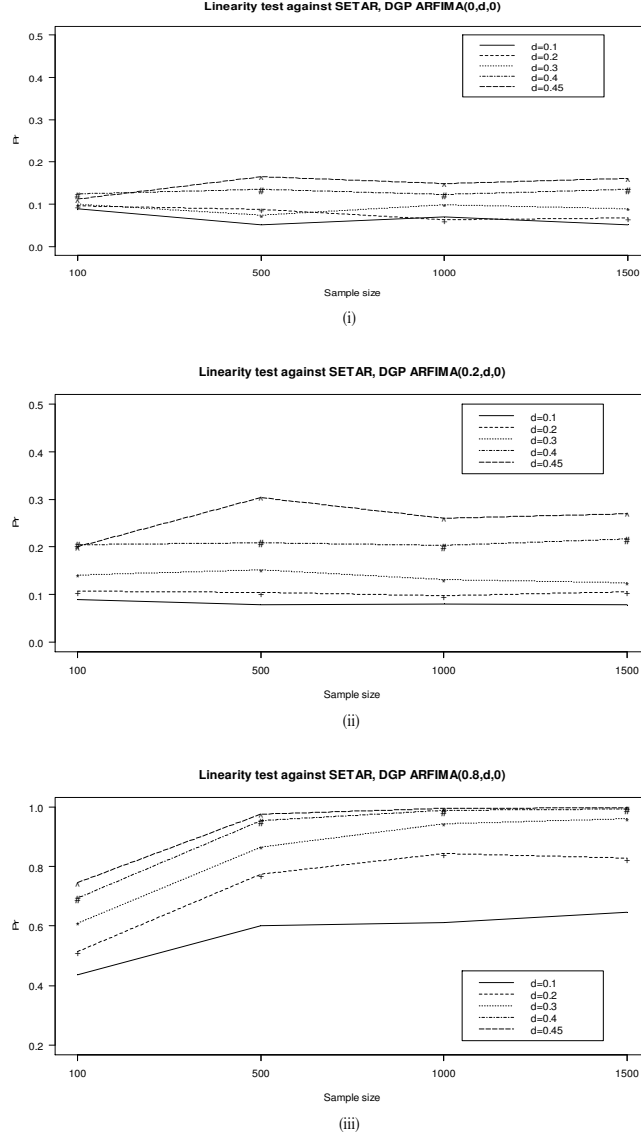 Linearity test against SETAR, DGP ARFIMA(0,d,0)
0.5
0.4
0.3
0.2
0.1
0.0
Pr
d=0.1
d=0.2
d=0.3
d=0.4
d=0.45
100
500
1000
1500
Sample size
(i)
Linearity test against SETAR, DGP ARFIMA(0.2,d,0)
0.5
0.4
0.3
0.2
0.1
0.0
Pr
d=0.1
d=0.2
d=0.3
d=0.4
d=0.45
100
500
1000
1500
Sample size
(ii)
Linearity test against SETAR, DGP ARFIMA(0.8,d,0)
1.0
0.8
0.6
0.4
0.2
Pr
d=0.1
d=0.2
d=0.3
d=0.4
d=0.45
100
500
1000
1500
Sample size
(iii)